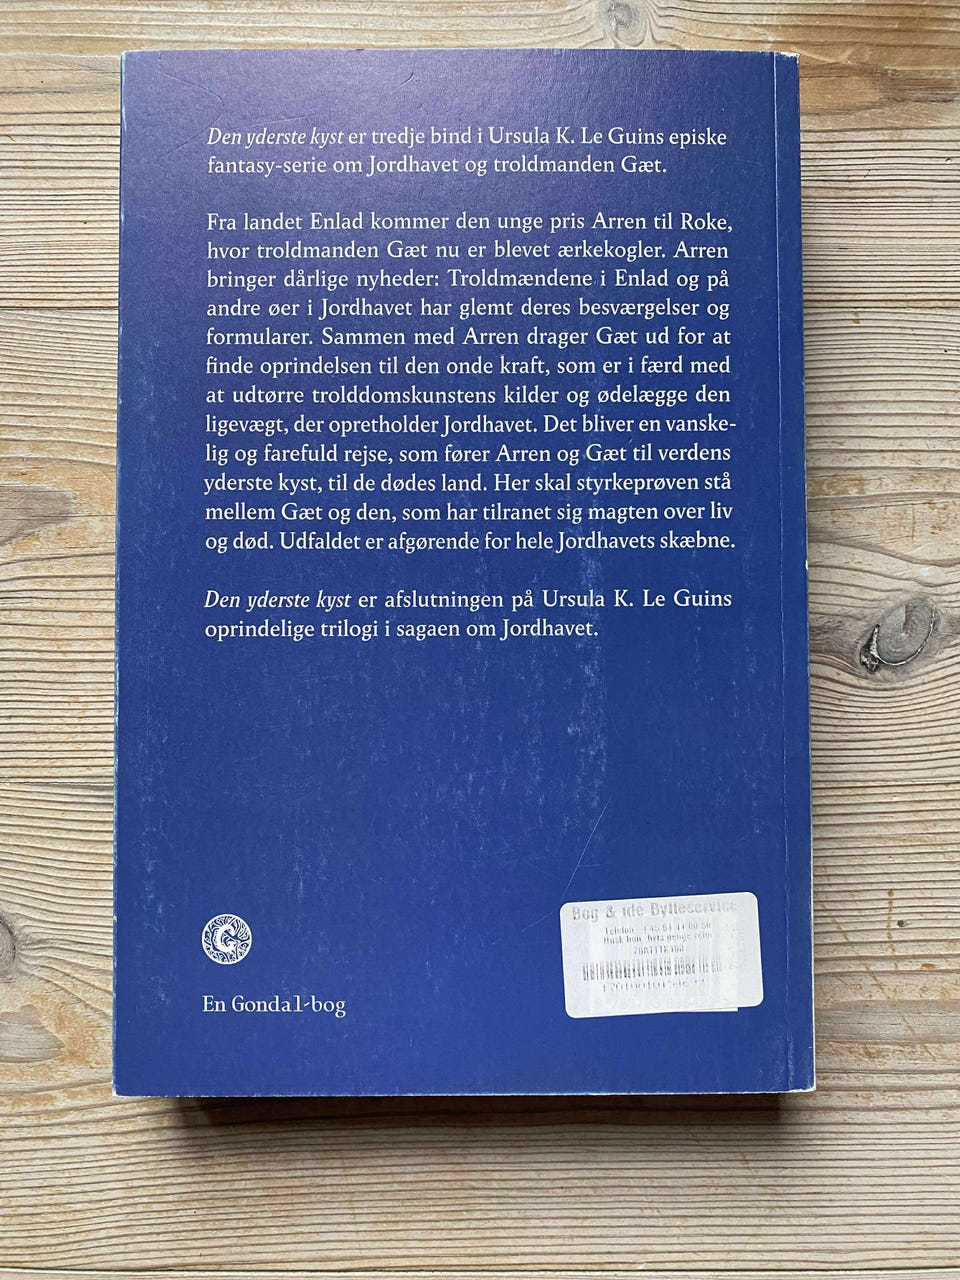 Den yderste kyst er tredje bind i Ursula K. Le Guins episke
fantasy-serie om Jordhavet og troldmanden Gæt.
Fra landet Enlad kommer den unge pris Arren til Roke,
hvor troldmanden Gæt nu er blevet ærkekogler. Arren
bringer dårlige nyheder: Troldmændene i Enlad og på
andre øer i Jordhavet har glemt deres besværgelser og
formularer. Sammen med Arren drager Gæt ud for at
finde oprindelsen til den onde kraft, som er i færd med
at udtørre trolddomskunstens kilder og ødelægge den
ligevægt, der opretholder Jordhavet. Det bliver en vanske-
lig og farefuld rejse, som fører Arren og Gæt til verdens
yderste kyst, til de dødes land. Her skal styrkeprøven stå
mellem Gæt og den, som har tilranet sig magten over liv
og død. Udfaldet er afgørende for hele Jordhavets skæbne.
Den yderste kyst er afslutningen på Ursula K. Le Guins
oprindelige trilogi i sagaen om Jordhavet.
G
En Gondal-bog
Bog & ide Bytteservice
Telefon